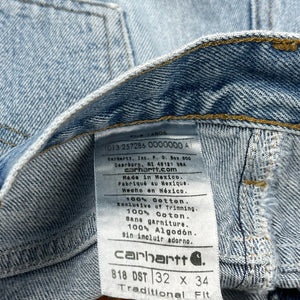 1013 257286 0000000 A
Carhartt, Inc. P.O. Box 600
Dearborn, MI 48121 USA
carhartt.com
Made in Mexico.
Fabriqué au Mexique.
Hecho en México.
100% Cotton.
Exclusive of Trimming.
100% Coton.
Sans garniture.
100% Algodón.
Sin incluir adorno.
carhartt
B18 DST 32 X 34
Traditional Fit